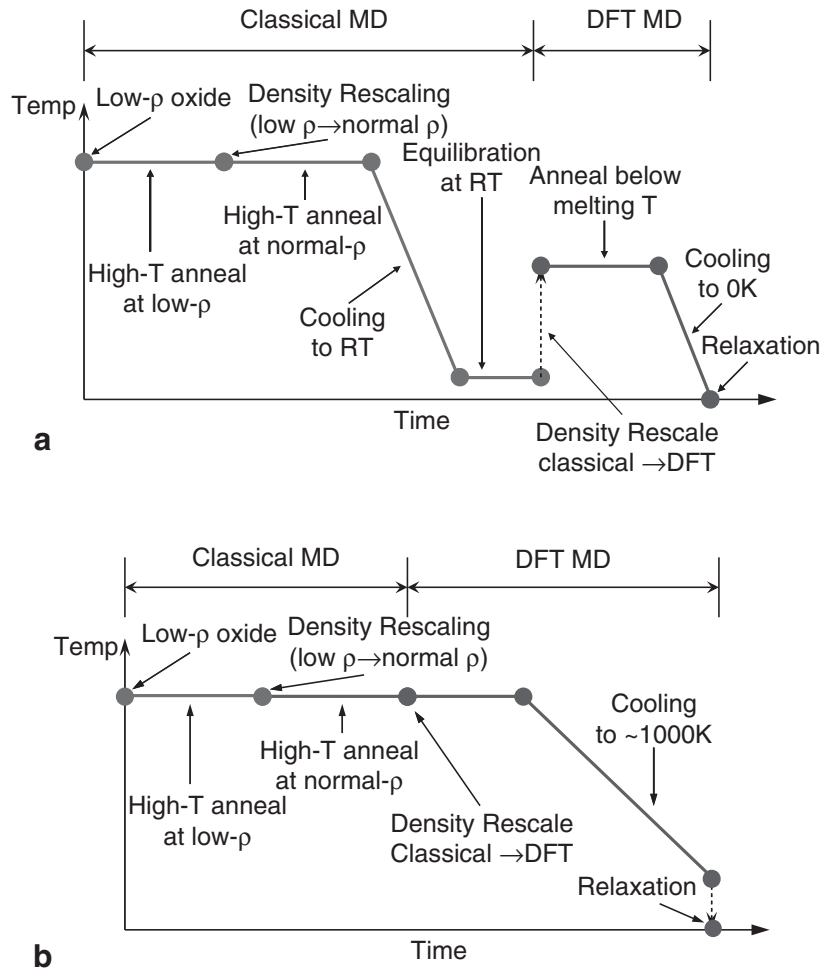 Classical MD
DFT MD
Temp
Low-ρ oxide
Density Rescaling
(low ρ→normal ρ)
Equilibration
at RT
Anneal below
melting T
High-T anneal
at normal-ρ
High-T anneal
at low-ρ
Cooling
to 0K
Cooling
to RT
Relaxation
Time
Density Rescale
classical →DFT
a
Classical MD
DFT MD
Temp
Low-ρ oxide
Density Rescaling
(low ρ→normal ρ)
Cooling
to ~1000K
High-T anneal
at normal-ρ
High-T anneal
at low-ρ
Density Rescale
Classical →DFT
Relaxation
Time
b